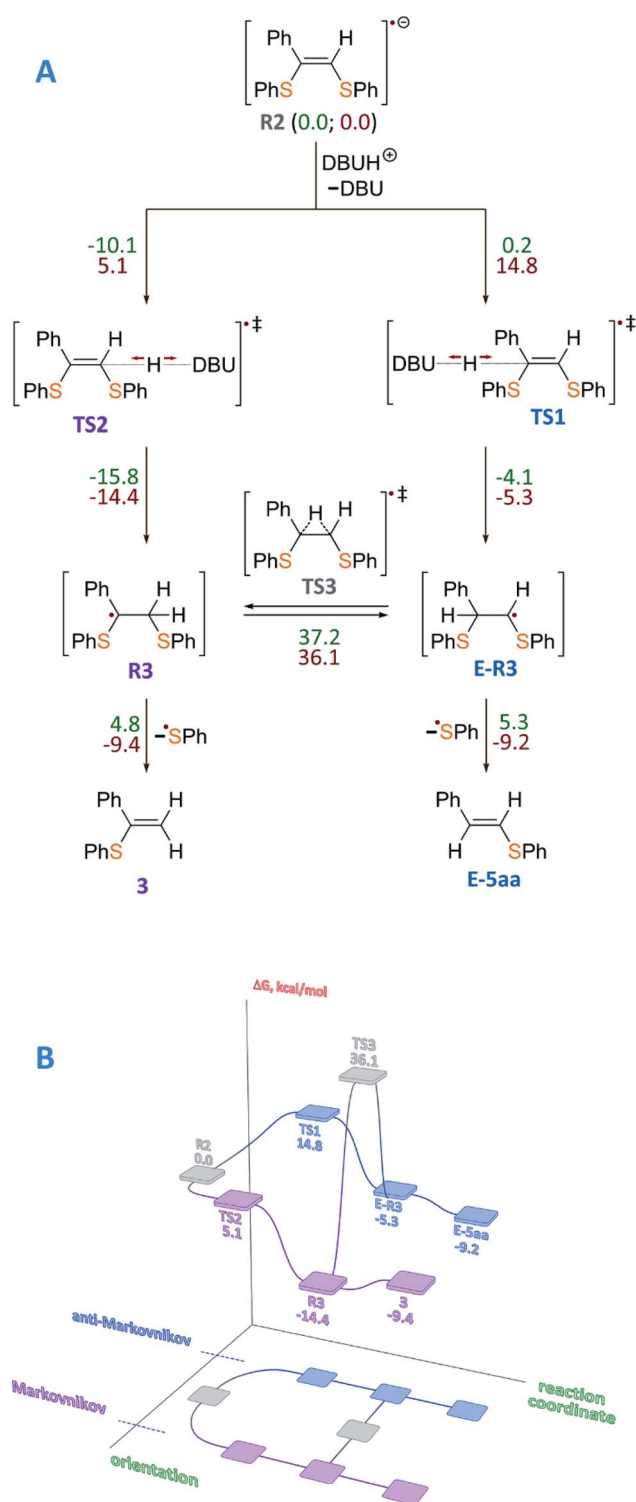 A
Ph H •⊖
PhS SPh
R2 (0.0; 0.0)
DBUH⊕
–DBU
-10.1
5.1
0.2
14.8
Ph H •‡
H DBU
PhS SPh
TS2
•‡
Ph H
DBU H
PhS SPh
TS1
-15.8
-14.4
-4.1
-5.3
Ph H H •‡
PhS SPh
TS3
37.2
36.1
Ph H
H
PhS SPh
R3
Ph H
H
PhS SPh
E-R3
4.8
-9.4
–•SPh
–•SPh
5.3
-9.2
Ph H
PhS H
3
Ph H
H SPh
E-5aa
B
ΔG, kcal/mol
TS3
36.1
R2
0.0
TS1
14.8
TS2
5.1
E-R3
-5.3
E-5aa
-9.2
R3
-14.4
3
-9.4
anti-Markovnikov
Markovnikov
reaction
coordinate
orientation